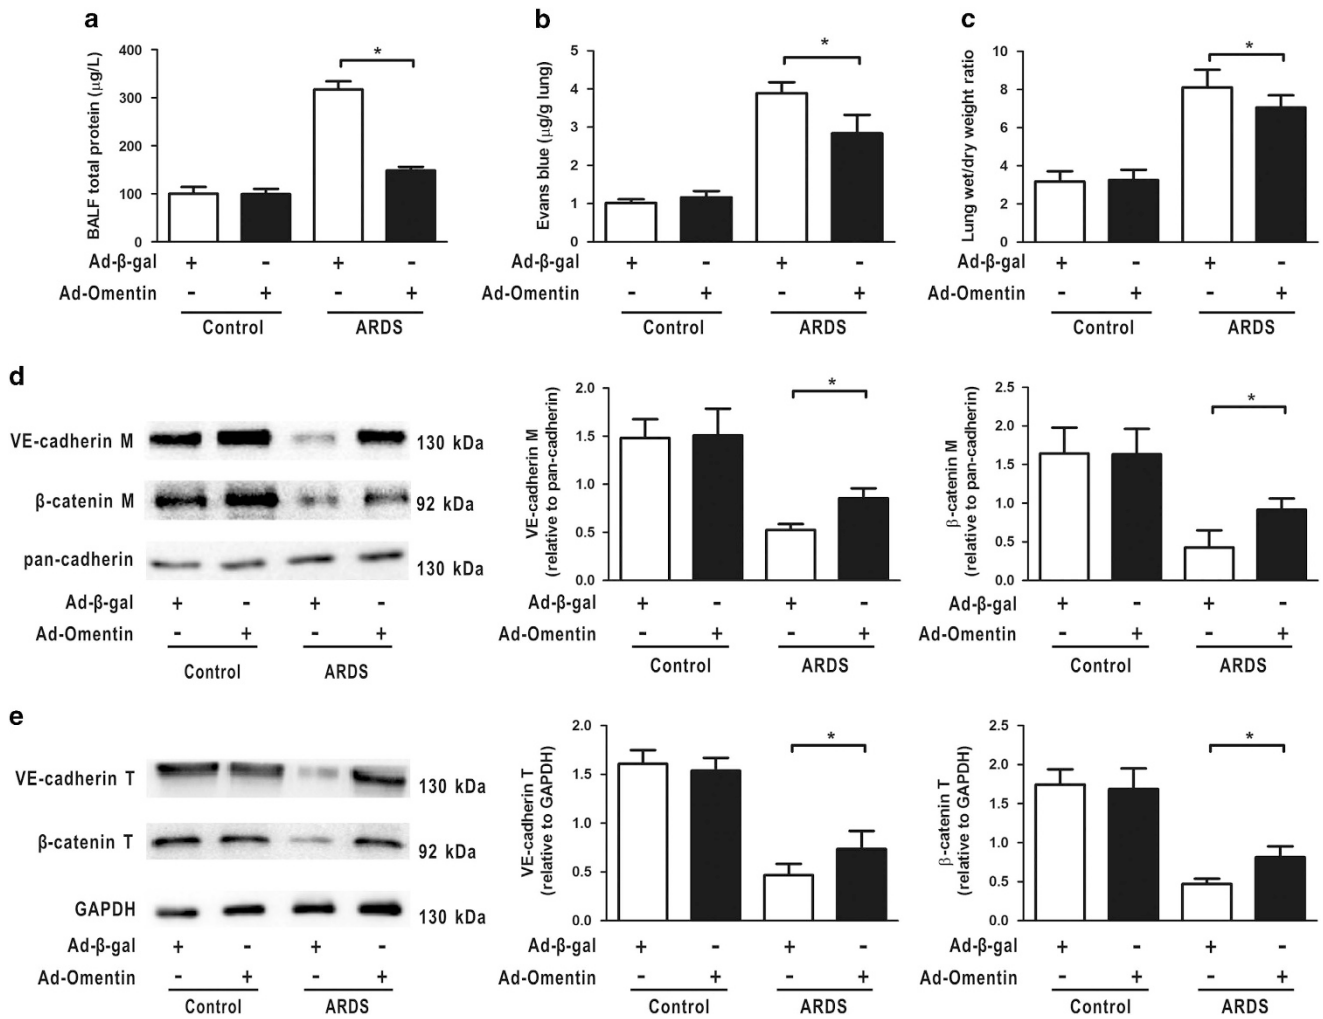 a
BALF total protein (μg/L)
400
300
200
100
0
*
Ad-β-gal + - + -
Ad-Omentin - + - +
Control ARDS
b
Evans blue (μg/g lung)
5
4
3
2
1
0
*
Ad-β-gal + - + -
Ad-Omentin - + - +
Control ARDS
c
Lung wet/dry weight ratio
10
8
6
4
2
0
*
Ad-β-gal + - + -
Ad-Omentin - + - +
Control ARDS
d
VE-cadherin M 130 kDa
β-catenin M 92 kDa
pan-cadherin 130 kDa
Ad-β-gal + - + -
Ad-Omentin - + - +
Control ARDS
VE-cadherin M
(relative to pan-cadherin)
2.0
1.5
1.0
0.5
0.0
*
Ad-β-gal + - + -
Ad-Omentin - + - +
Control ARDS
β-catenin M
(relative to pan-cadherin)
2.5
2.0
1.5
1.0
0.5
0.0
*
Ad-β-gal + - + -
Ad-Omentin - + - +
Control ARDS
e
VE-cadherin T 130 kDa
β-catenin T 92 kDa
GAPDH 130 kDa
Ad-β-gal + - + -
Ad-Omentin - + - +
Control ARDS
VE-cadherin T
(relative to GAPDH)
2.0
1.5
1.0
0.5
0.0
*
Ad-β-gal + - + -
Ad-Omentin - + - +
Control ARDS
β-catenin T
(relative to GAPDH)
2.5
2.0
1.5
1.0
0.5
0.0
*
Ad-β-gal + - + -
Ad-Omentin - + - +
Control ARDS